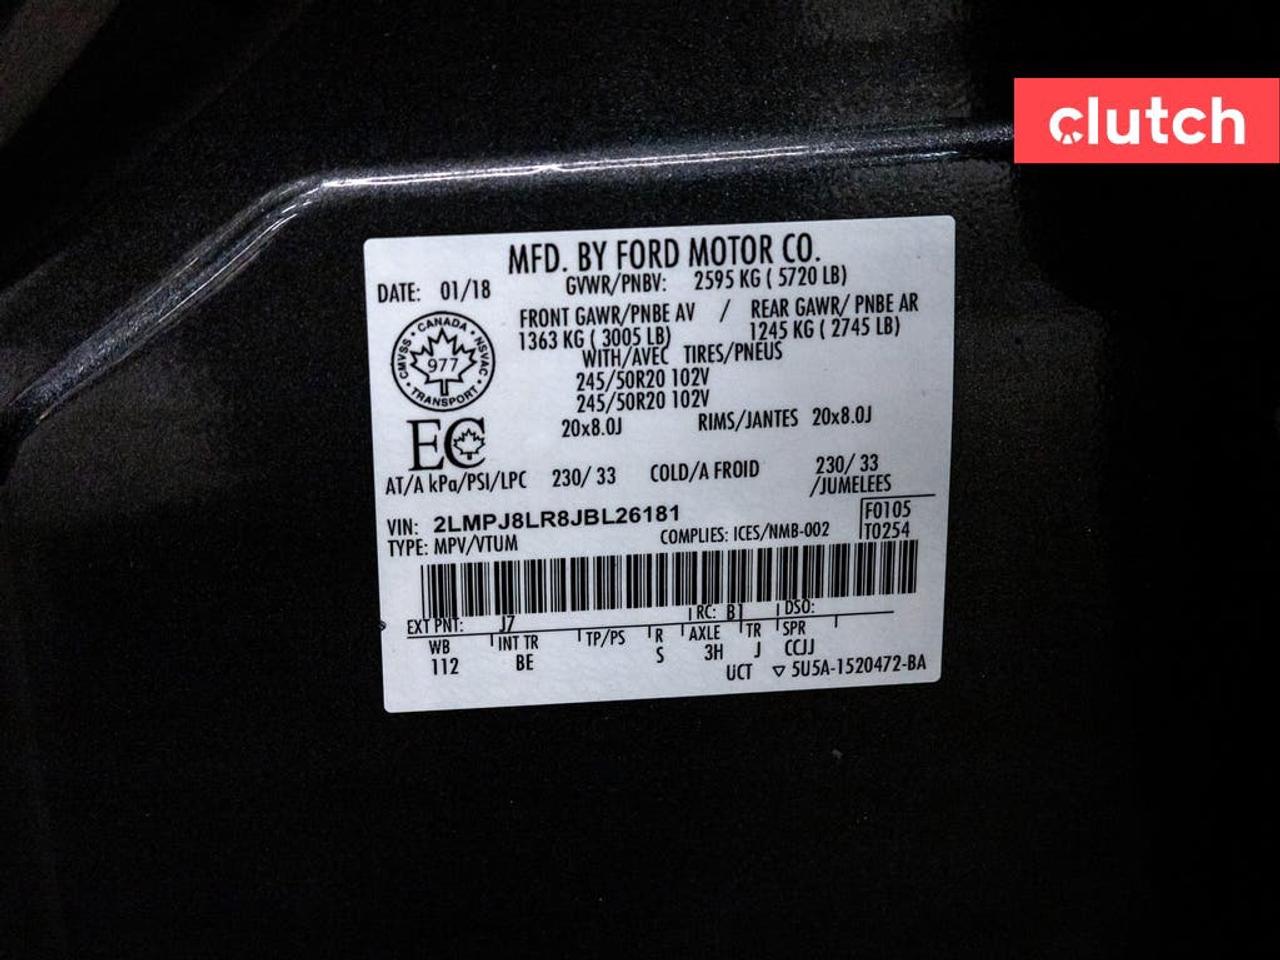 clutch
MFD. BY FORD MOTOR CO.
DATE: 01/18
GVWR/PNBV: 2595 KG ( 5720 LB)
FRONT GAWR/PNBE AV / REAR GAWR/ PNBE AR
1363 KG ( 3005 LB) 1245 KG ( 2745 LB)
WITH/AVEC TIRES/PNEUS
245/50R20 102V
245/50R20 102V
20x8.0J RIMS/JANTES 20x8.0J
CANADA
CMVSS • NSVAC
977
TRANSPORT
EC
AT/A kPa/PSI/LPC 230/ 33 COLD/A FROID 230/ 33
/JUMELEES
VIN: 2LMPJ8LR8JBL26181 F0105
TYPE: MPV/VTUM COMPLIES: ICES/NMB-002 T0254
EXT PNT: J7 RC: B1 DSO:
WB INT TR TP/PS R AXLE TR SPR
112 BE S 3H J CCJJ
UCT ▽ 5U5A-1520472-BA